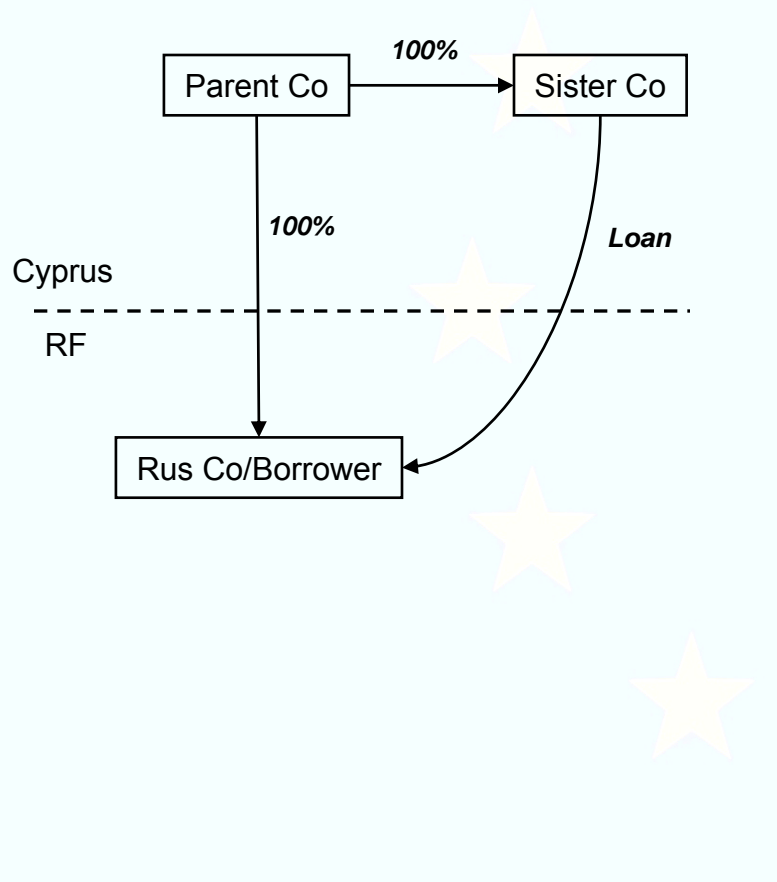 100%
Parent Co
Sister Co
100%
Loan
Cyprus
RF
Rus Co/Borrower